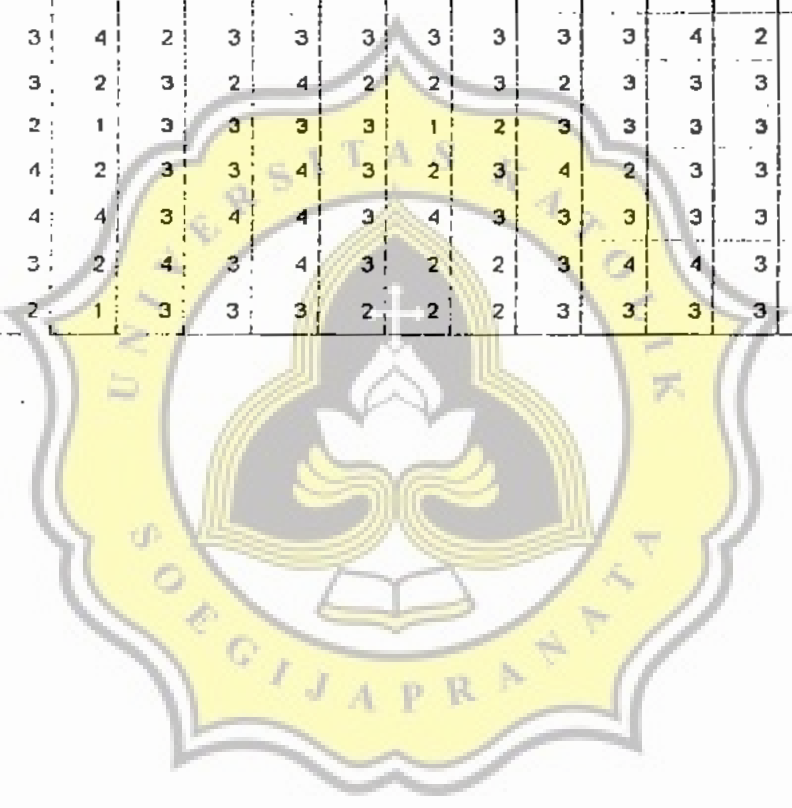 3 4 2 3 3 3 3 3 3 3 4 2
3 2 3 2 4 2 2 3 2 3 3 3
2 1 3 3 3 3 1 2 3 3 3 3
4 2 3 3 4 3 2 3 4 2 3 3
4 4 3 4 4 3 4 3 3 3 3 3
3 2 4 3 4 3 2 2 3 4 4 3
2 1 3 3 3 2 2 2 3 3 3 3
UNIVERSITAS KATOLIK
SOEGIJAPRANATA